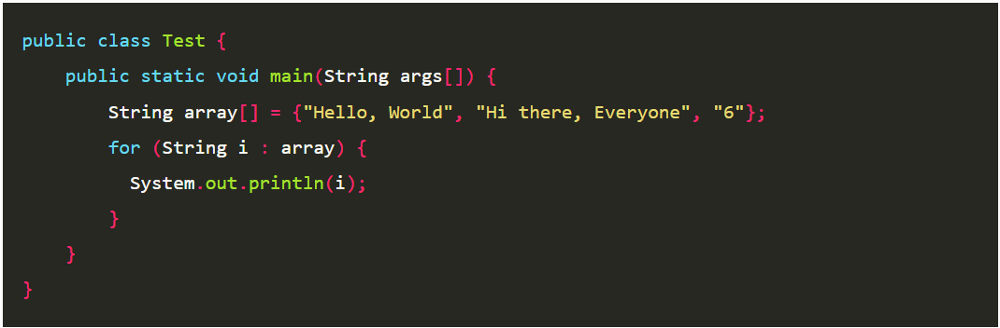 public class Test {
    public static void main(String args[]) {
        String array[] = {"Hello, World", "Hi there, Everyone", "6"};
        for (String i : array) {
          System.out.println(i);
        }
    }
}